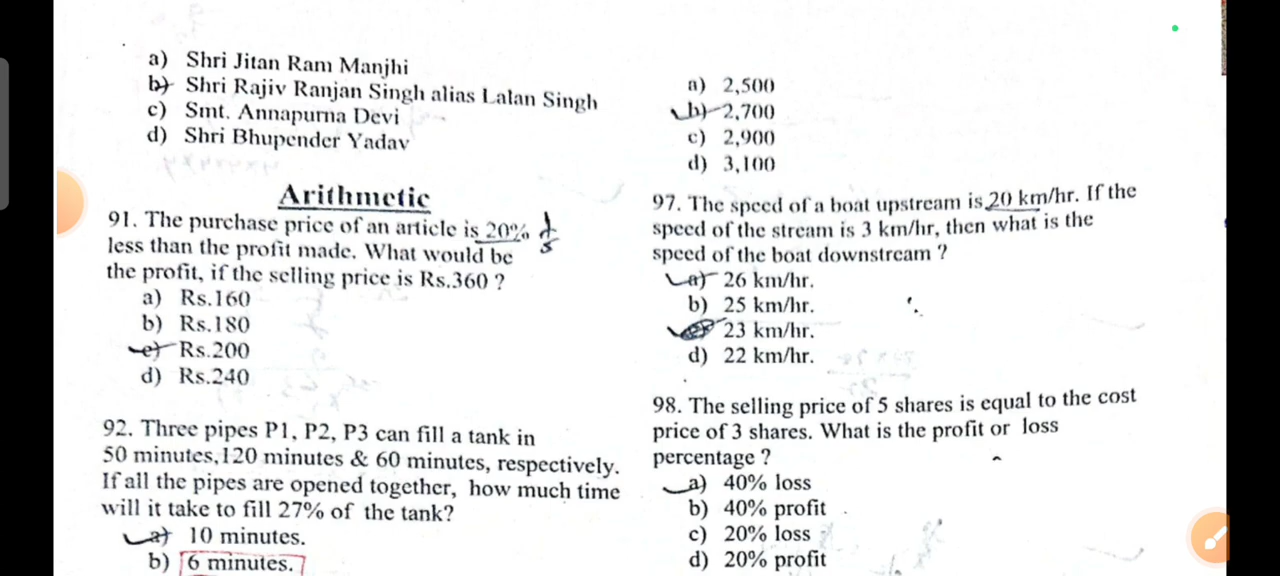 a) Shri Jitan Ram Manjhi
b) Shri Rajiv Ranjan Singh alias Lalan Singh
c) Smt. Annapurna Devi
d) Shri Bhupender Yadav
Arithmetic
91. The purchase price of an article is 20%
less than the profit made. What would be
the profit, if the selling price is Rs.360 ?
a) Rs.160
b) Rs.180
c) Rs.200
d) Rs.240
92. Three pipes P1, P2, P3 can fill a tank in
50 minutes,120 minutes & 60 minutes, respectively.
If all the pipes are opened together, how much time
will it take to fill 27% of the tank?
a) 10 minutes.
b) 6 minutes.
a) 2,500
b) 2,700
c) 2,900
d) 3,100
97. The speed of a boat upstream is 20 km/hr. If the
speed of the stream is 3 km/hr, then what is the
speed of the boat downstream ?
a) 26 km/hr.
b) 25 km/hr.
c) 23 km/hr.
d) 22 km/hr.
98. The selling price of 5 shares is equal to the cost
price of 3 shares. What is the profit or loss
percentage ?
a) 40% loss
b) 40% profit
c) 20% loss
d) 20% profit